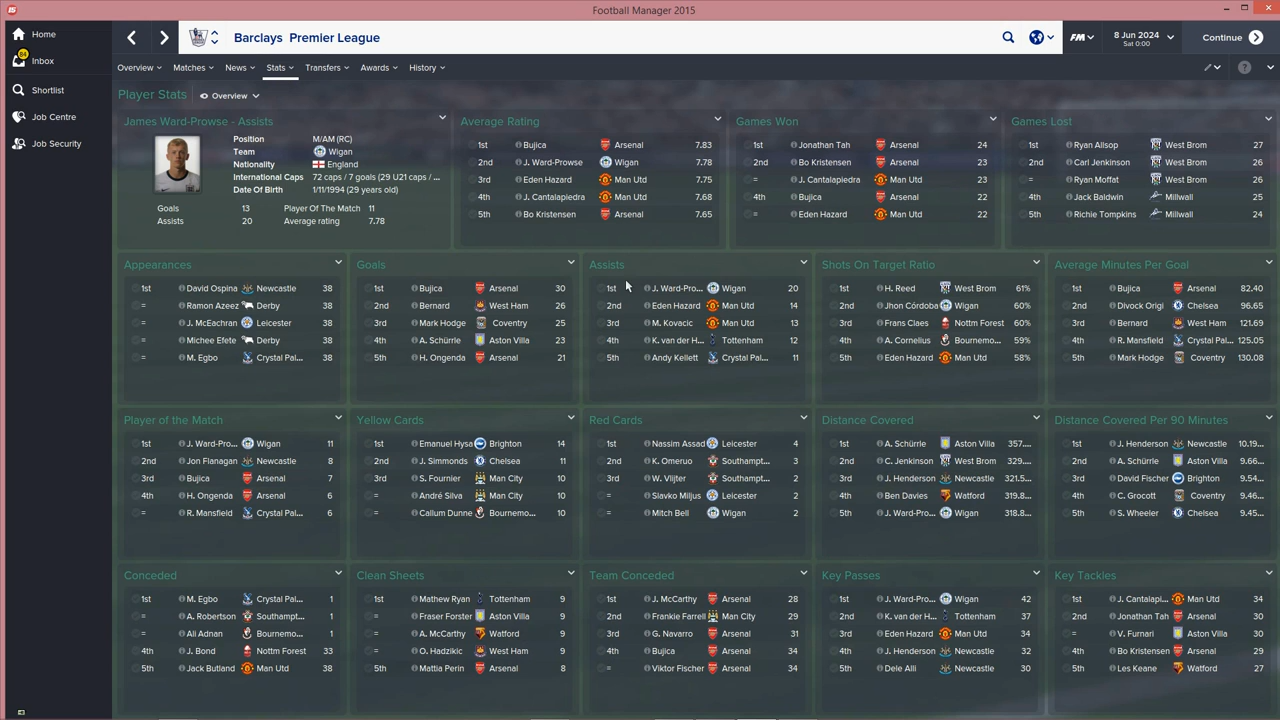 Football Manager 2015
Home
84
Inbox
Shortlist
Job Centre
Job Security
Barclays Premier League
FM
8 Jun 2024
Sat 0:00
Continue
Overview Matches News Stats Transfers Awards History
Player Stats Overview
James Ward-Prowse - Assists
Position M/AM (RC)
Team Wigan
Nationality England
International Caps 72 caps / 7 goals (29 U21 caps / ...
Date Of Birth 1/11/1994 (29 years old)
Goals 13 Player Of The Match 11
Assists 20 Average rating 7.78
Average Rating
1st Bujica Arsenal 7.83
2nd J. Ward-Prowse Wigan 7.78
3rd Eden Hazard Man Utd 7.75
4th J. Cantalapiedra Man Utd 7.68
5th Bo Kristensen Arsenal 7.65
Games Won
1st Jonathan Tah Arsenal 24
2nd Bo Kristensen Arsenal 23
= J. Cantalapiedra Man Utd 23
4th Bujica Arsenal 22
= Eden Hazard Man Utd 22
Games Lost
1st Ryan Allsop West Brom 27
2nd Carl Jenkinson West Brom 26
= Ryan Moffat West Brom 26
4th Jack Baldwin Millwall 25
5th Richie Tompkins Millwall 24
Appearances
1st David Ospina Newcastle 38
= Ramon Azeez Derby 38
= J. McEachran Leicester 38
= Michee Efete Derby 38
= M. Egbo Crystal Pal... 38
Goals
1st Bujica Arsenal 30
2nd Bernard West Ham 26
3rd Mark Hodge Coventry 25
4th A. Schürrle Aston Villa 23
5th H. Ongenda Arsenal 21
Assists
1st J. Ward-Pro... Wigan 20
2nd Eden Hazard Man Utd 14
3rd M. Kovacic Man Utd 13
4th K. van der H... Tottenham 12
5th Andy Kellett Crystal Pal... 11
Shots On Target Ratio
1st H. Reed West Brom 61%
2nd Jhon Córdoba Wigan 60%
3rd Frans Claes Nottm Forest 60%
4th A. Cornelius Bournemo... 59%
5th Eden Hazard Man Utd 58%
Average Minutes Per Goal
1st Bujica Arsenal 82.40
2nd Divock Origi Chelsea 96.65
3rd Bernard West Ham 121.69
4th R. Mansfield Crystal Pal... 125.05
5th Mark Hodge Coventry 130.08
Player of the Match
1st J. Ward-Pro... Wigan 11
2nd Jon Flanagan Newcastle 8
3rd Bujica Arsenal 7
4th H. Ongenda Arsenal 6
= R. Mansfield Crystal Pal... 6
Yellow Cards
1st Emanuel Hysa Brighton 14
2nd J. Simmonds Chelsea 11
3rd S. Fournier Man City 10
= André Silva Man City 10
= Callum Dunne Bournemo... 10
Red Cards
1st Nassim Assad Leicester 4
2nd K. Omeruo Southampt... 3
3rd W. Vlijter Southampt... 2
= Slavko Miljus Leicester 2
= Mitch Bell Wigan 2
Distance Covered
1st A. Schürrle Aston Villa 357....
2nd C. Jenkinson West Brom 329....
3rd J. Henderson Newcastle 321.5...
4th Ben Davies Watford 319.8...
5th J. Ward-Pro... Wigan 318.8...
Distance Covered Per 90 Minutes
1st J. Henderson Newcastle 10.19...
2nd A. Schürrle Aston Villa 9.66...
3rd David Fischer Brighton 9.54...
4th C. Grocott Coventry 9.46...
5th S. Wheeler Chelsea 9.45...
Conceded
1st M. Egbo Crystal Pal... 1
= A. Robertson Southampt... 1
= Ali Adnan Bournemo... 1
4th J. Bond Nottm Forest 33
5th Jack Butland Man Utd 38
Clean Sheets
1st Mathew Ryan Tottenham 9
= Fraser Forster Aston Villa 9
= A. McCarthy Watford 9
= O. Hadzikic West Ham 9
5th Mattia Perin Arsenal 8
Team Conceded
1st J. McCarthy Arsenal 28
2nd Frankie Farrell Man City 29
3rd G. Navarro Arsenal 31
4th Bujica Arsenal 34
= Viktor Fischer Arsenal 34
Key Passes
1st J. Ward-Pro... Wigan 42
2nd K. van der H... Tottenham 37
3rd Eden Hazard Man Utd 34
4th J. Henderson Newcastle 32
5th Dele Alli Newcastle 30
Key Tackles
1st J. Cantalapi... Man Utd 34
2nd Jonathan Tah Arsenal 30
= V. Furnari Aston Villa 30
4th Bo Kristensen Arsenal 29
5th Les Keane Watford 27